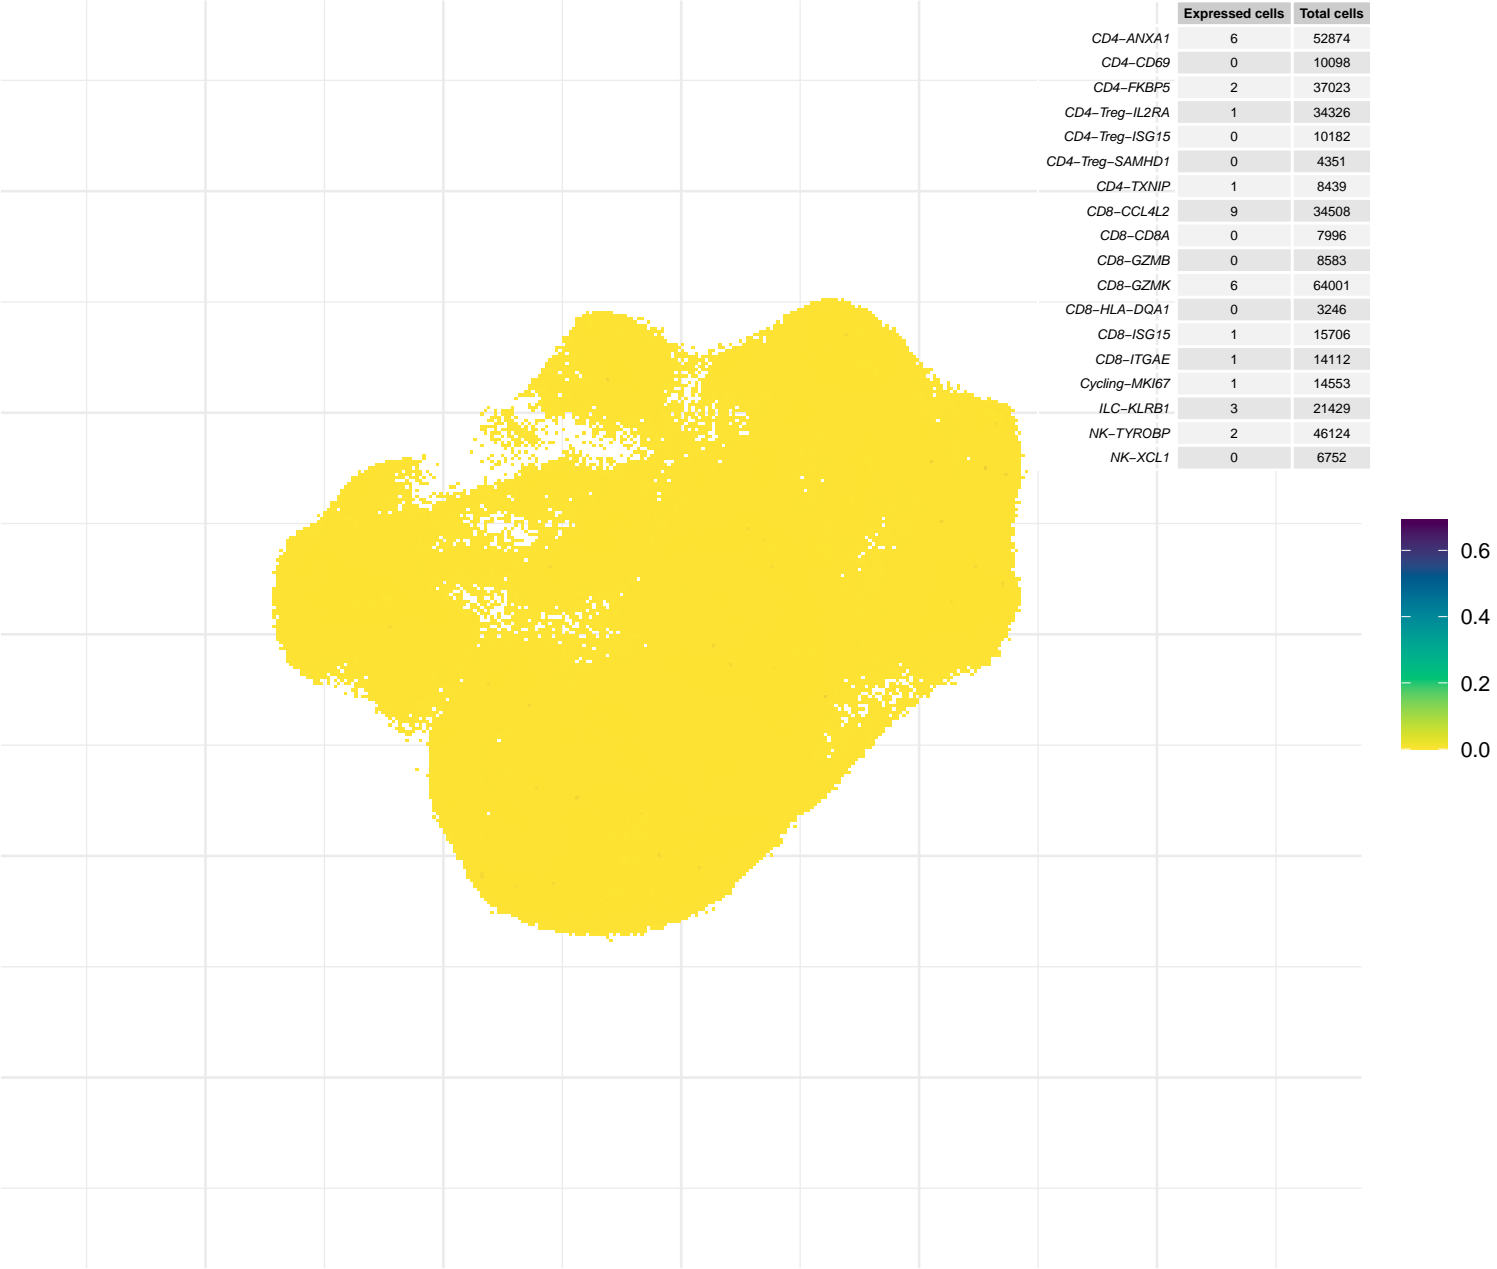 Expressed cells Total cells
CD4−ANXA1 6 52874
CD4−CD69 0 10098
CD4−FKBP5 2 37023
CD4−Treg−IL2RA 1 34326
CD4−Treg−ISG15 0 10182
CD4−Treg−SAMHD1 0 4351
CD4−TXNIP 1 8439
CD8−CCL4L2 9 34508
CD8−CD8A 0 7996
CD8−GZMB 0 8583
CD8−GZMK 6 64001
CD8−HLA−DQA1 0 3246
CD8−ISG15 1 15706
CD8−ITGAE 1 14112
Cycling−MKI67 1 14553
ILC−KLRB1 3 21429
NK−TYROBP 2 46124
NK−XCL1 0 6752
0.6
0.4
0.2
0.0